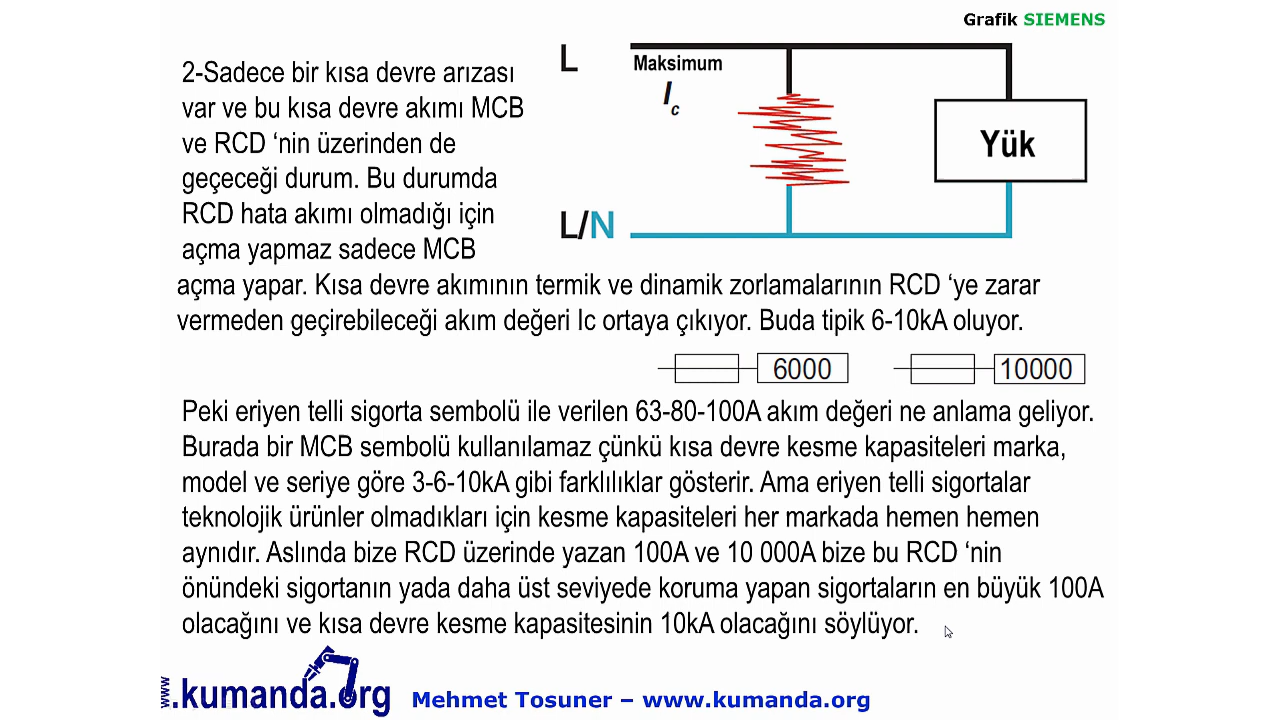 Grafik SIEMENS
2-Sadece bir kısa devre arızası
var ve bu kısa devre akımı MCB
ve RCD ‘nin üzerinden de
geçeceği durum. Bu durumda
RCD hata akımı olmadığı için
açma yapmaz sadece MCB
açma yapar. Kısa devre akımının termik ve dinamik zorlamalarının RCD ‘ye zarar
vermeden geçirebileceği akım değeri Ic ortaya çıkıyor. Buda tipik 6-10kA oluyor.
L
Maksimum
Ic
Yük
L/N
6000
10000
Peki eriyen telli sigorta sembolü ile verilen 63-80-100A akım değeri ne anlama geliyor.
Burada bir MCB sembolü kullanılamaz çünkü kısa devre kesme kapasiteleri marka,
model ve seriye göre 3-6-10kA gibi farklılıklar gösterir. Ama eriyen telli sigortalar
teknolojik ürünler olmadıkları için kesme kapasiteleri her markada hemen hemen
aynıdır. Aslında bize RCD üzerinde yazan 100A ve 10 000A bize bu RCD ‘nin
önündeki sigortanın yada daha üst seviyede koruma yapan sigortaların en büyük 100A
olacağını ve kısa devre kesme kapasitesinin 10kA olacağını söylüyor.
www.kumanda.org
Mehmet Tosuner – www.kumanda.org